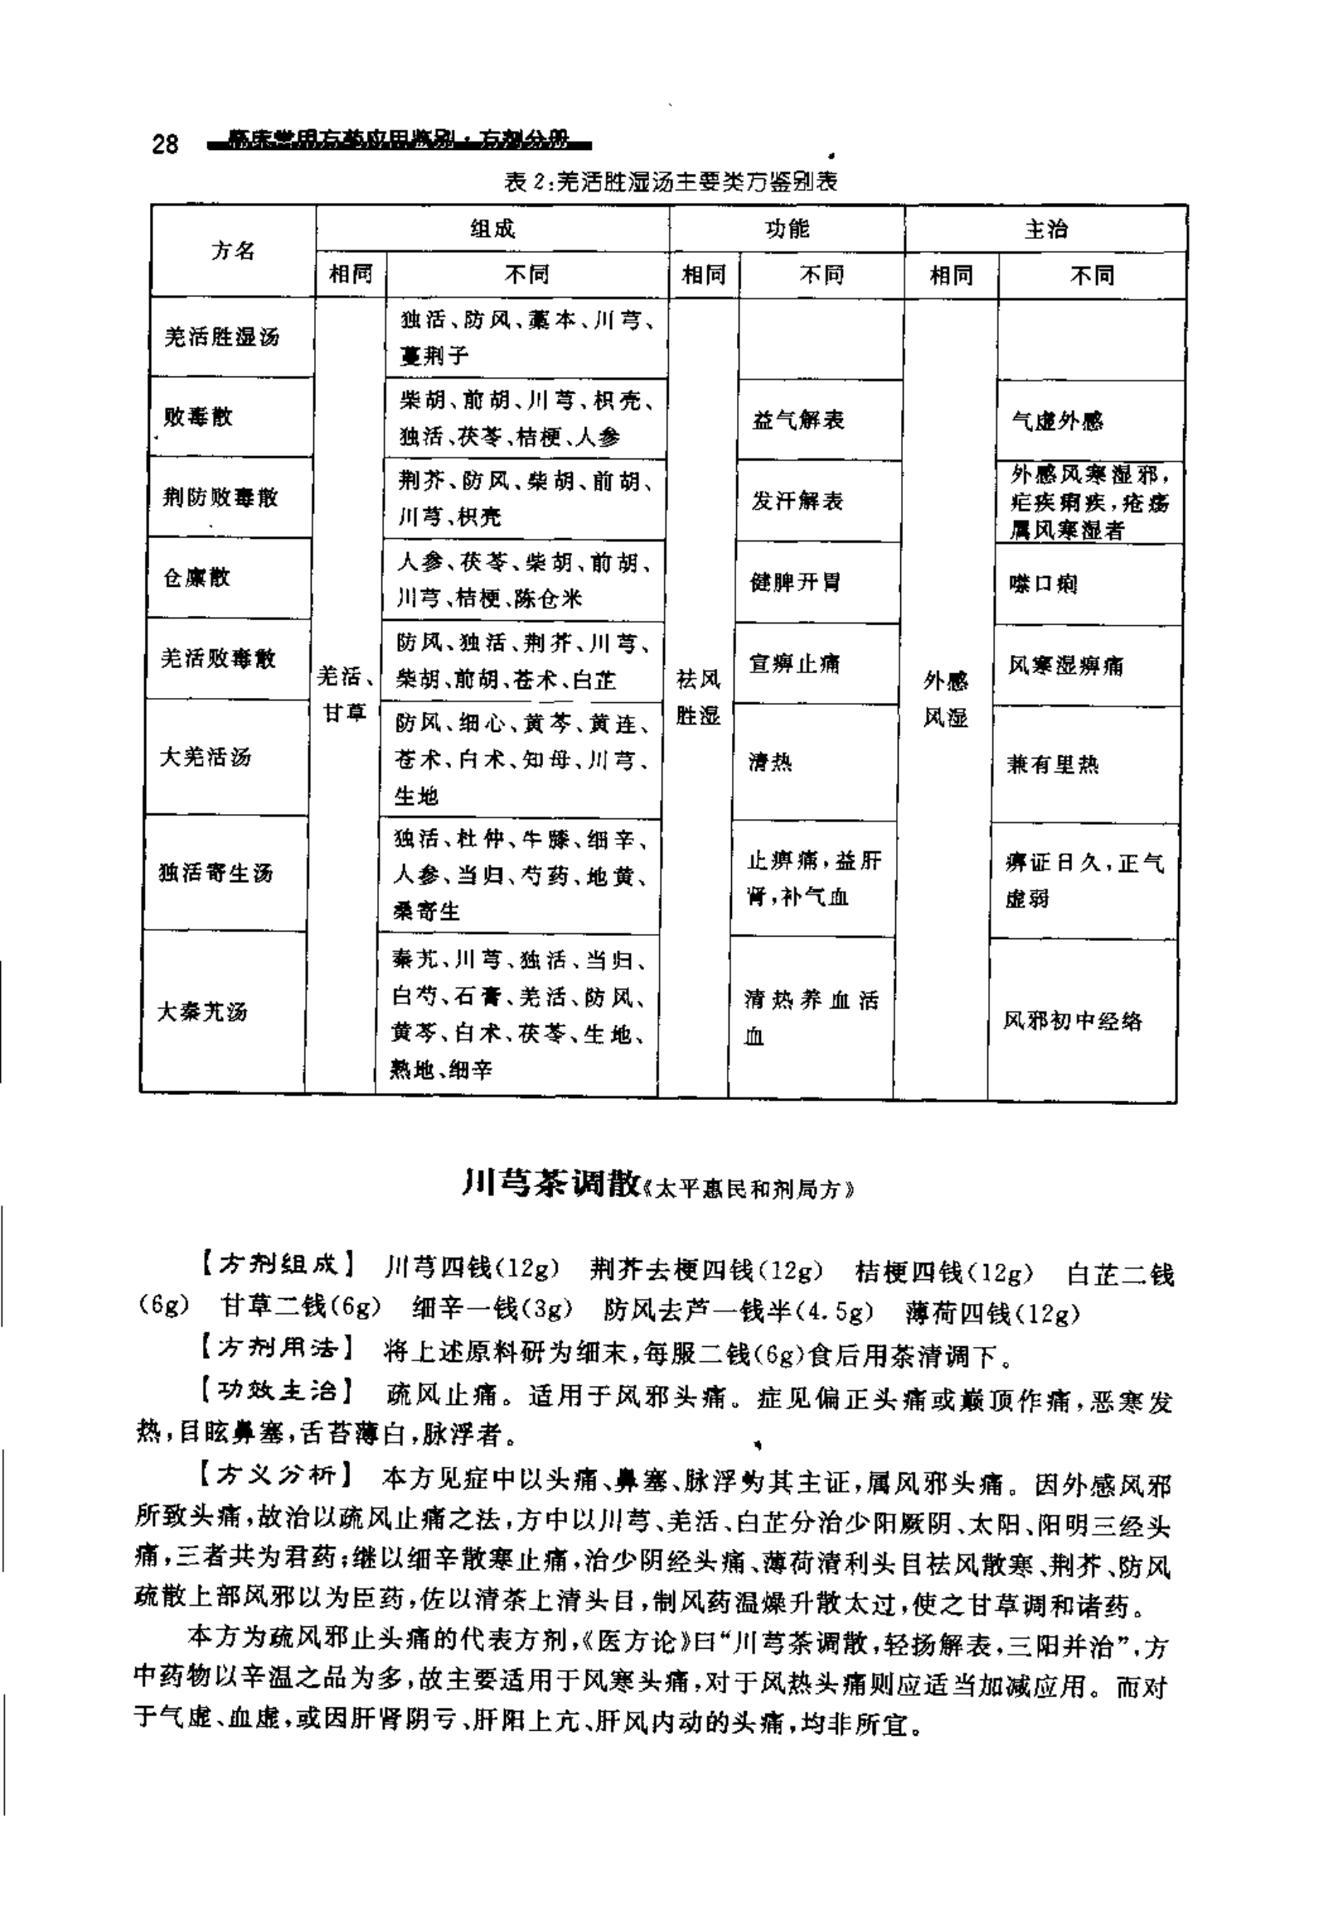 28 临床常用方药应用鉴别·方剂分册
表 2:羌活胜湿汤主要类方鉴别表
方名 组成 功能 主治
相同 不同 相同 不同 相同 不同
羌活胜湿汤 独活、防风、藁本、川芎、
蔓荆子
败毒散 柴胡、前胡、川芎、枳壳、
独活、茯苓、桔梗、人参 益气解表 气虚外感
荆防败毒散 荆芥、防风、柴胡、前胡、
川芎、枳壳 发汗解表 外感风寒湿邪,
疟疾痢疾,疮疡
属风寒湿者
仓廪散 人参、茯苓、柴胡、前胡、
川芎、桔梗、陈仓米 健脾开胃 噤口痢
羌活败毒散 防风、独活、荆芥、川芎、
柴胡、前胡、苍术、白芷 宣痹止痛 风寒湿痹痛
羌活、
甘草
祛风
胜湿
外感
风湿
大羌活汤 防风、细心、黄芩、黄连、
苍术、白术、知母、川芎、
生地 清热 兼有里热
独活寄生汤 独活、杜仲、牛膝、细辛、
人参、当归、芍药、地黄、
桑寄生 止痹痛,益肝
肾,补气血 痹证日久,正气
虚弱
大秦艽汤 秦艽、川芎、独活、当归、
白芍、石膏、羌活、防风、
黄芩、白术、茯苓、生地、
熟地、细辛 清热养血活
血 风邪初中经络
川芎茶调散《太平惠民和剂局方》
【方剂组成】 川芎四钱(12g) 荆芥去梗四钱(12g) 桔梗四钱(12g) 白芷二钱
(6g) 甘草二钱(6g) 细辛一钱(3g) 防风去芦一钱半(4.5g) 薄荷四钱(12g)
【方剂用法】 将上述原料研为细末,每服二钱(6g)食后用茶清调下。
【功效主治】 疏风止痛。适用于风邪头痛。症见偏正头痛或巅顶作痛,恶寒发
热,目眩鼻塞,舌苔薄白,脉浮者。
【方义分析】 本方见症中以头痛、鼻塞、脉浮为其主证,属风邪头痛。因外感风邪
所致头痛,故治以疏风止痛之法,方中以川芎、羌活、白芷分治少阳厥阴、太阳、阳明三经头
痛,三者共为君药;继以细辛散寒止痛,治少阴经头痛、薄荷清利头目祛风散寒、荆芥、防风
疏散上部风邪以为臣药,佐以清茶上清头目,制风药温燥升散太过,使之甘草调和诸药。
本方为疏风邪止头痛的代表方剂,《医方论》曰“川芎茶调散,轻扬解表,三阳并治”,方
中药物以辛温之品为多,故主要适用于风寒头痛,对于风热头痛则应适当加减应用。而对
于气虚、血虚,或因肝肾阴亏、肝阳上亢、肝风内动的头痛,均非所宜。